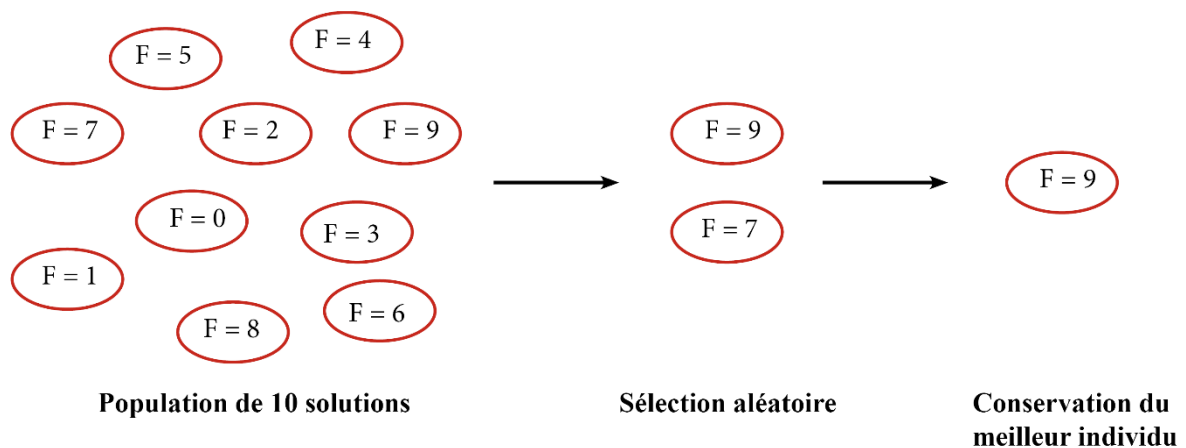 F = 5
F = 4
F = 7
F = 2
F = 9
F = 0
F = 3
F = 1
F = 8
F = 6
Population de 10 solutions
F = 9
F = 7
Sélection aléatoire
F = 9
Conservation du
meilleur individu